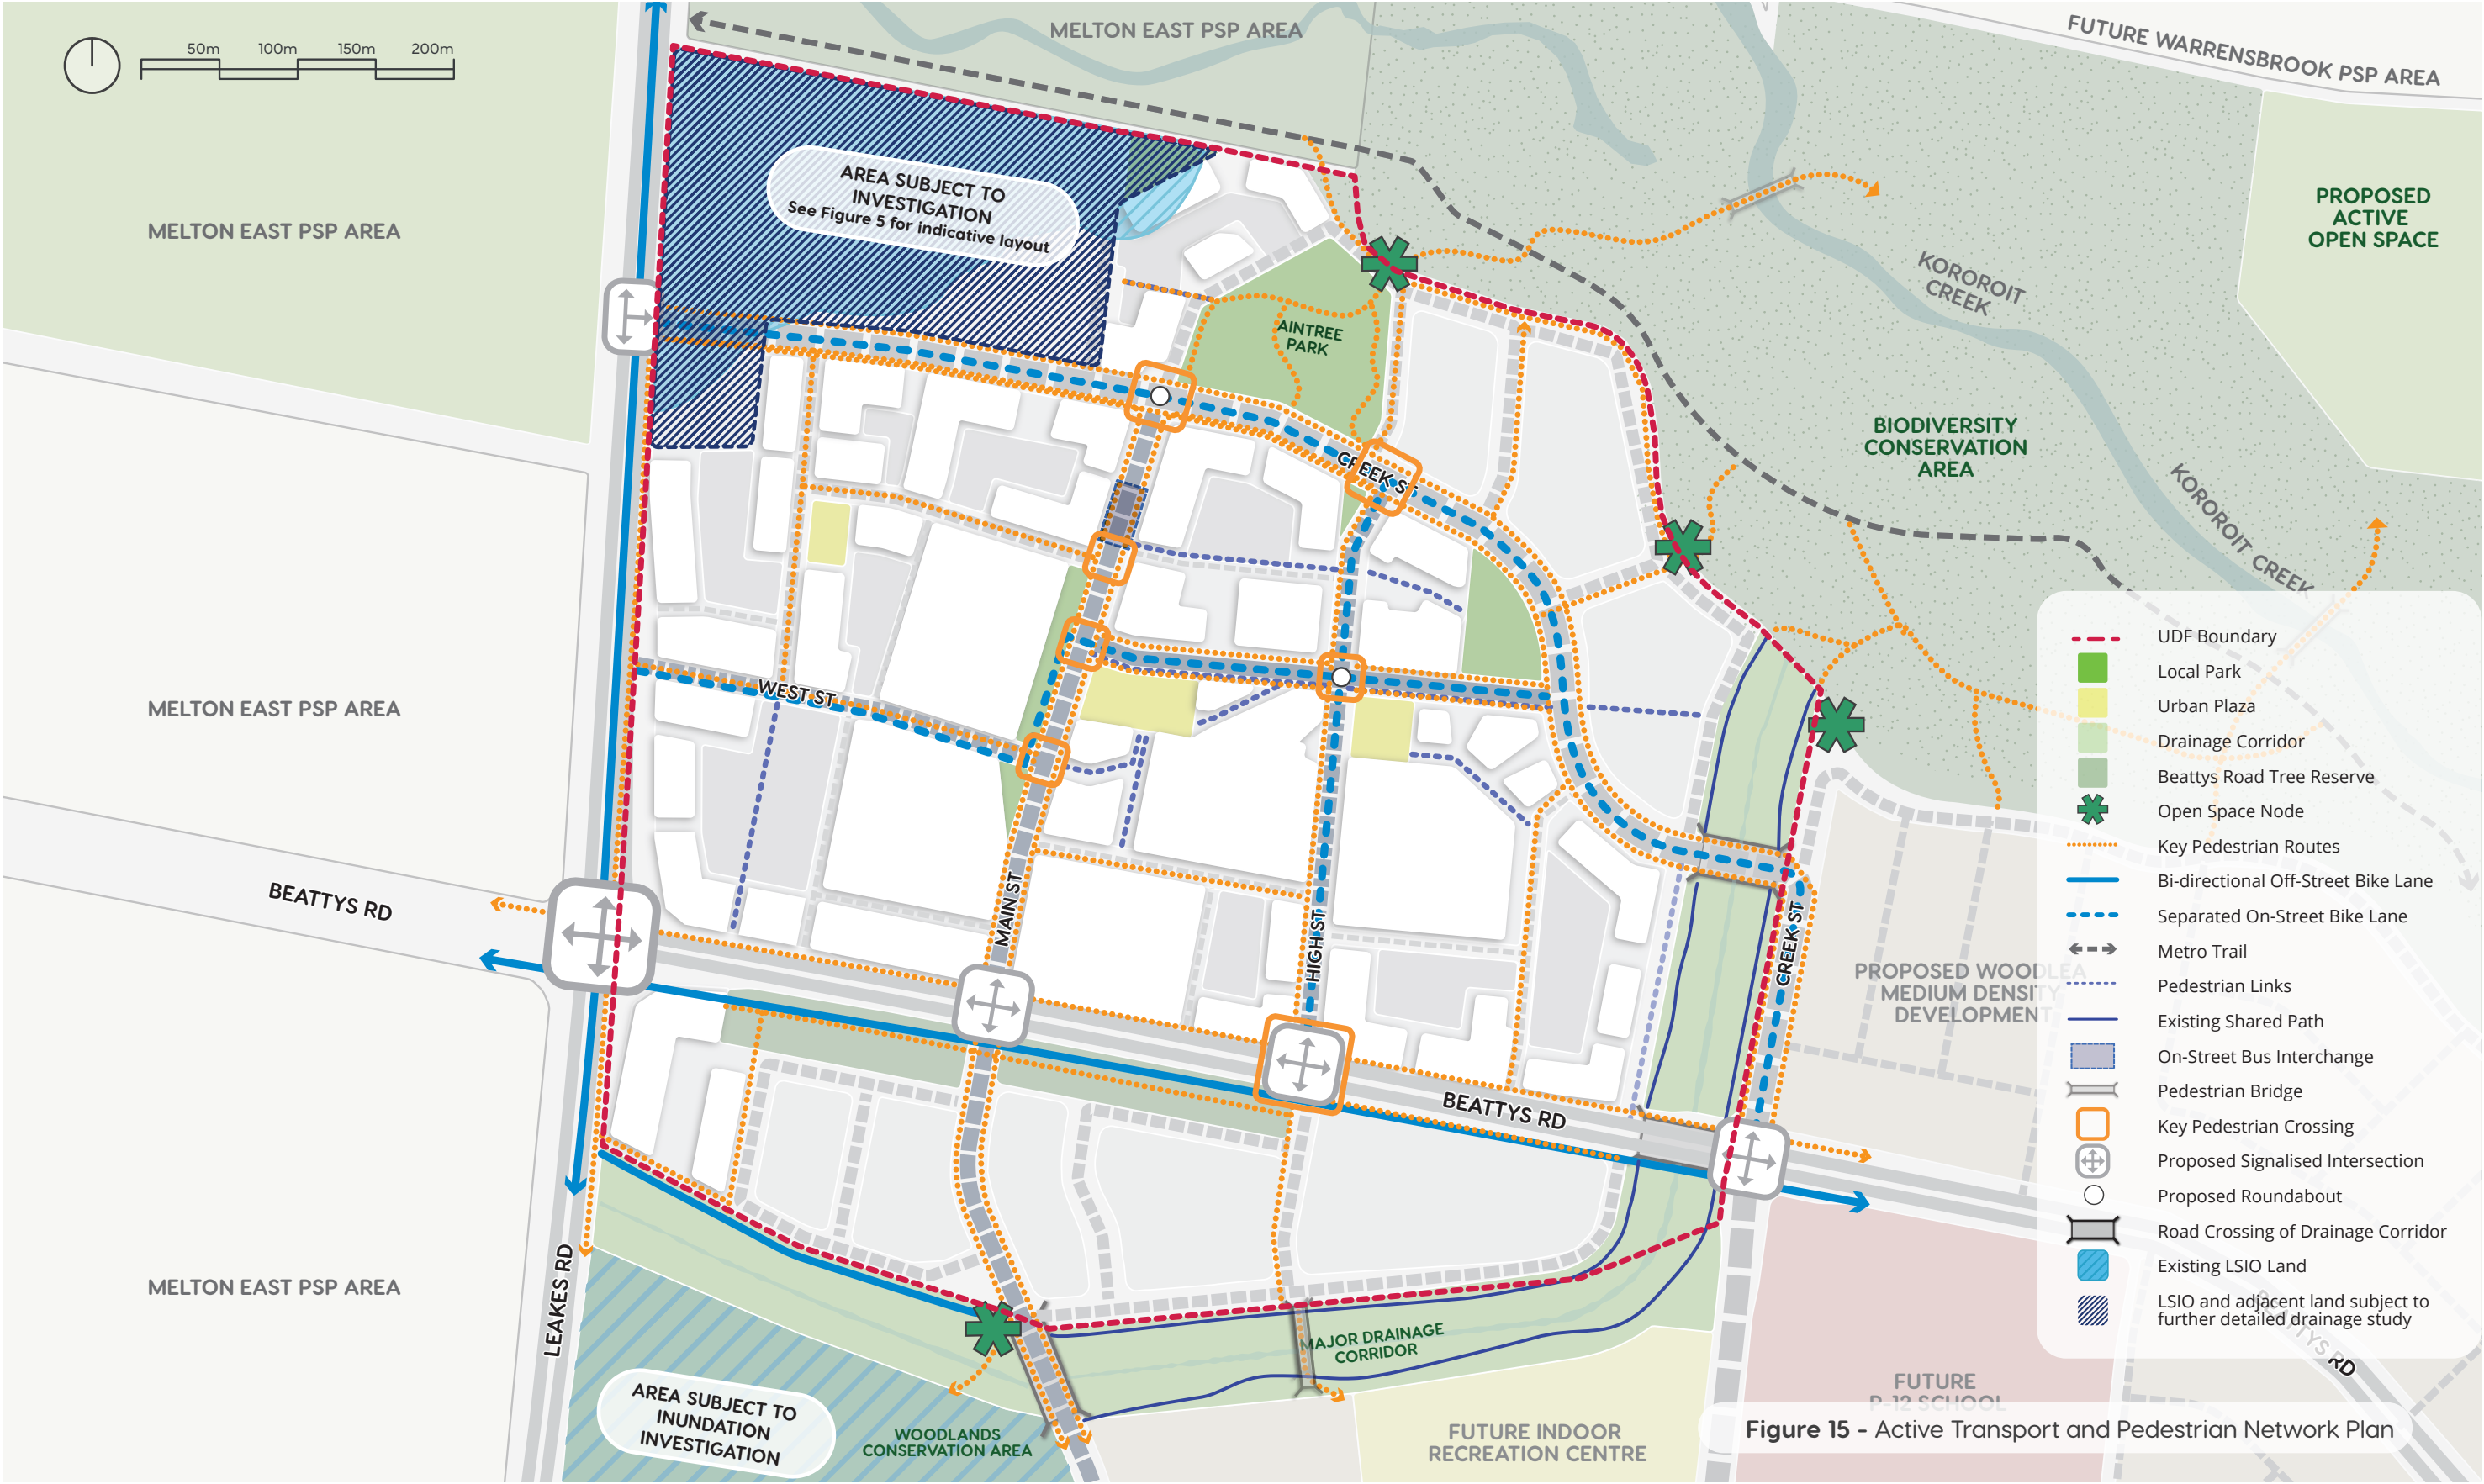 50m 100m 150m 200m
MELTON EAST PSP AREA
FUTURE WARRENSBROOK PSP AREA
MELTON EAST PSP AREA
AREA SUBJECT TO
INVESTIGATION
See Figure 5 for indicative layout
PROPOSED
ACTIVE
OPEN SPACE
KOROROIT
CREEK
AINTREE
PARK
BIODIVERSITY
CONSERVATION
AREA
CREEK ST
KOROROIT CREEK
MELTON EAST PSP AREA
WEST ST
BEATTYS RD
MAIN ST
HIGH ST
CREEK ST
PROPOSED WOODLEA
MEDIUM DENSITY
DEVELOPMENT
BEATTYS RD
MELTON EAST PSP AREA
LEAKES RD
MAJOR DRAINAGE
CORRIDOR
AREA SUBJECT TO
INUNDATION
INVESTIGATION
WOODLANDS
CONSERVATION AREA
FUTURE INDOOR
RECREATION CENTRE
FUTURE
P-12 SCHOOL
BEATTYS RD
UDF Boundary
Local Park
Urban Plaza
Drainage Corridor
Beattys Road Tree Reserve
Open Space Node
Key Pedestrian Routes
Bi-directional Off-Street Bike Lane
Separated On-Street Bike Lane
Metro Trail
Pedestrian Links
Existing Shared Path
On-Street Bus Interchange
Pedestrian Bridge
Key Pedestrian Crossing
Proposed Signalised Intersection
Proposed Roundabout
Road Crossing of Drainage Corridor
Existing LSIO Land
LSIO and adjacent land subject to
further detailed drainage study
Figure 15 - Active Transport and Pedestrian Network Plan